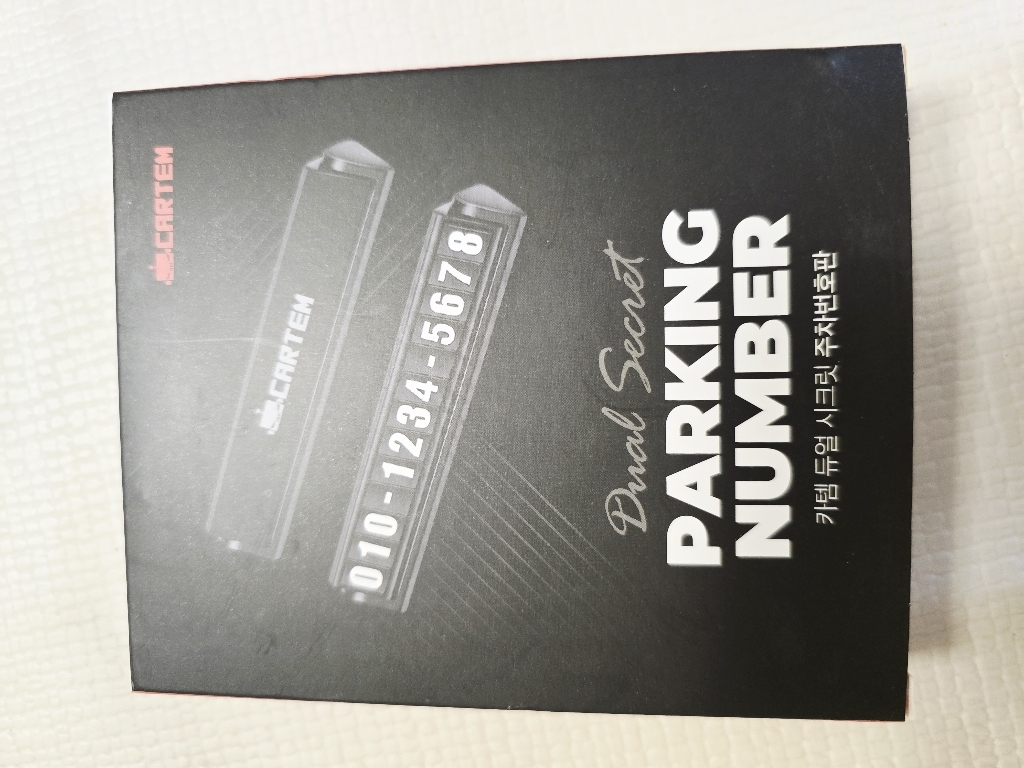 CARTEM
CARTEM
010-1234-5678
Dual Secret
PARKING
NUMBER
카템 듀얼 시크릿 주차번호판